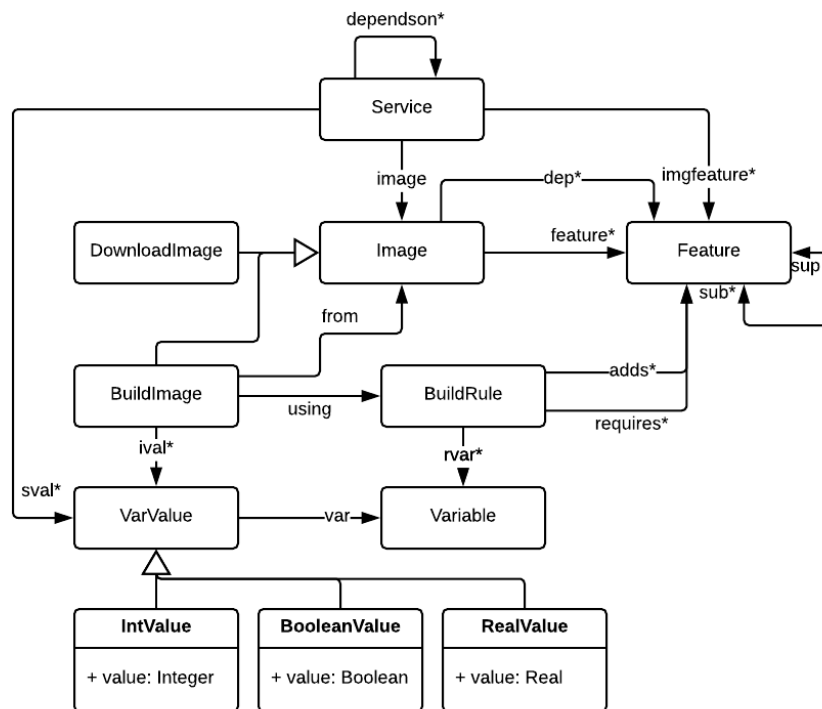 dependson*
Service
image
dep*
imgfeature*
DownloadImage
Image
feature*
Feature
sup
sub*
from
BuildImage
using
BuildRule
adds*
requires*
ival*
rvar*
sval*
VarValue
var
Variable
IntValue
BooleanValue
RealValue
+ value: Integer
+ value: Boolean
+ value: Real